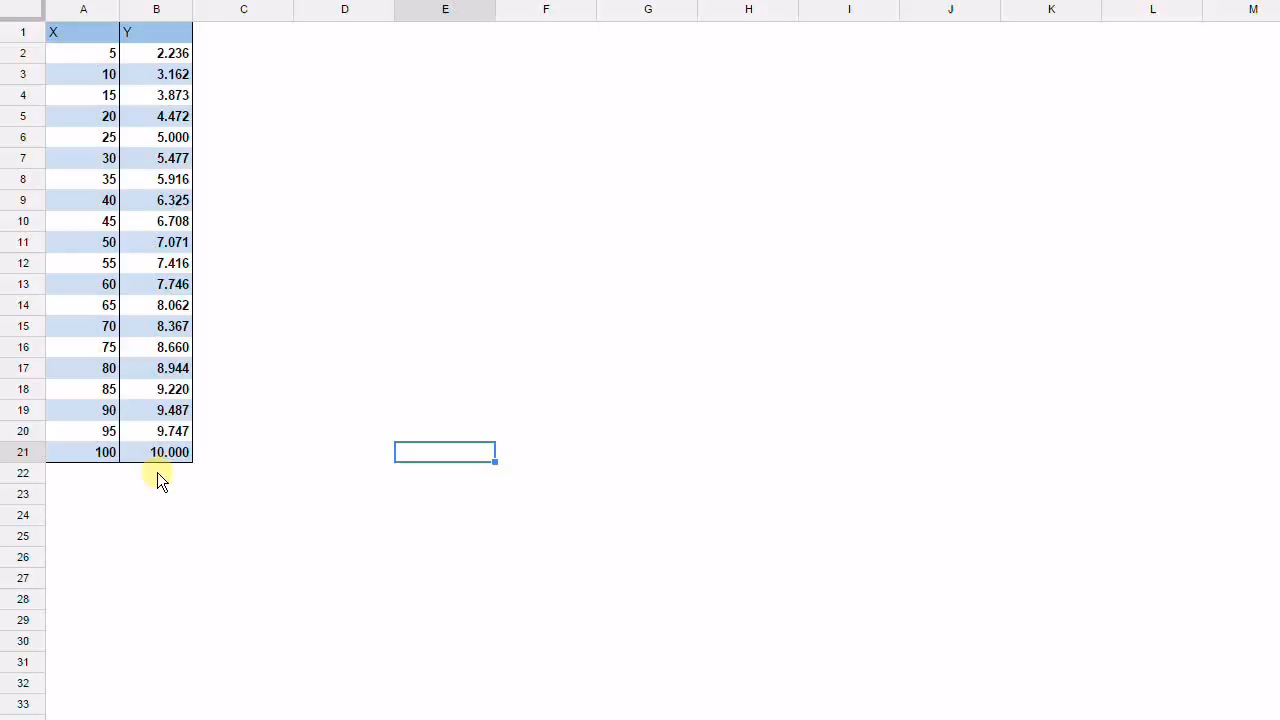 A B C D E F G H I J K L M
1 X Y
2 5 2.236
3 10 3.162
4 15 3.873
5 20 4.472
6 25 5.000
7 30 5.477
8 35 5.916
9 40 6.325
10 45 6.708
11 50 7.071
12 55 7.416
13 60 7.746
14 65 8.062
15 70 8.367
16 75 8.660
17 80 8.944
18 85 9.220
19 90 9.487
20 95 9.747
21 100 10.000
22
23
24
25
26
27
28
29
30
31
32
33